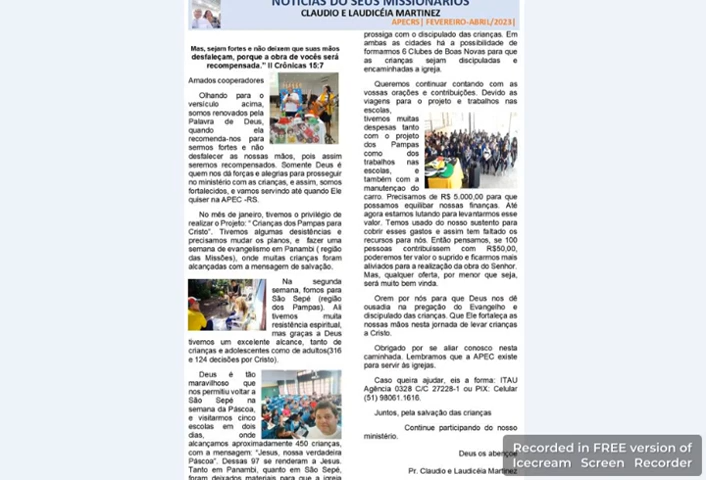 NOTÍCIAS DO SEUS MISSIONÁRIOS
CLAUDIO E LAUDICÉIA MARTINEZ
APECRS| FEVEREIRO-ABRIL/2023|
Mas, sejam fortes e não deixem que suas mãos
desfaleçam, porque a obra de vocês será
recompensada." II Crônicas 15:7
Amados cooperadores
Olhando para o
versículo acima,
somos renovados pela
Palavra de Deus,
quando ela
recomenda-nos para
sermos fortes e não
desfalecer as nossas mãos, pois assim
seremos recompensados. Somente Deus é
quem nos dá forças e alegrias para prosseguir
no ministério com as crianças, e assim, somos
fortalecidos, e vamos servindo até quando Ele
quiser na APEC -RS.
No mês de janeiro, tivemos o privilégio de
realizar o Projeto: " Crianças dos Pampas para
Cristo". Tivemos algumas desistências e
precisamos mudar os planos, e fazer uma
semana de evangelismo em Panambi ( região
das Missões), onde muitas crianças foram
alcançadas com a mensagem de salvação.
Na segunda
semana, fomos para
São Sepé (região
dos Pampas). Ali
tivemos muita
resistência espiritual,
mas graças a Deus
tivemos um excelente alcance, tanto de
crianças e adolescentes como de adultos(316
e 124 decisões por Cristo).
Deus é tão
maravilhoso que
nos permitiu voltar a
São Sepé na
semana da Páscoa,
e visitarmos cinco
escolas em dois
dias, onde
alcançamos aproximadamente 450 crianças,
com a mensagem: "Jesus, nossa verdadeira
Páscoa". Dessas 97 se renderam a Jesus.
Tanto em Panambi, quanto em São Sepé,
foram deixados materiais para que a igreja
prossiga com o discipulado das crianças. Em
ambas as cidades há a possibilidade de
formarmos 6 Clubes de Boas Novas para que
as crianças sejam discipuladas e
encaminhadas a igreja.
Queremos continuar contando com as
vossas orações e contribuições. Devido as
viagens para o projeto e trabalhos nas
escolas,
tivemos muitas
despesas tanto
com o projeto
dos Pampas
como dos
trabalhos nas
escolas, e
também com a
manutençao do
carro. Precisamos de R$ 5.000,00 para que
possamos equilibar nossas finanças. Até
agora estamos lutando para levantarmos esse
valor. Temos usado do nosso sustento para
cobrir esses gastos e assim tem faltado os
recursos para nós. Então pensamos, se 100
pessoas contribuissem com R$50,00,
poderemos ter valor o suprido e ficarmos mais
aliviados para a realização da obra do Senhor.
Mas, qualquer oferta, por menor que seja,
será muito bem vinda.
Orem por nós para que Deus nos dê
ousadia na pregação do Evangelho e
discipulado das crianças. Que Ele fortaleça as
nossas mãos nesta jornada de levar crianças
a Cristo.
Obrigado por se aliar conosco nesta
caminhada. Lembramos que a APEC existe
para servir às igrejas.
Caso queira ajudar, eis a forma: ITAU
Agência 0328 C/C 27228-1 ou PIX: Celular
(51) 98061.1616.
Juntos, pela salvação das crianças
Continue participando do nosso
ministério.
Deus os abençoe
Pr. Claudio e Laudicéia Martinez
Recorded in FREE version of
Icecream Screen Recorder